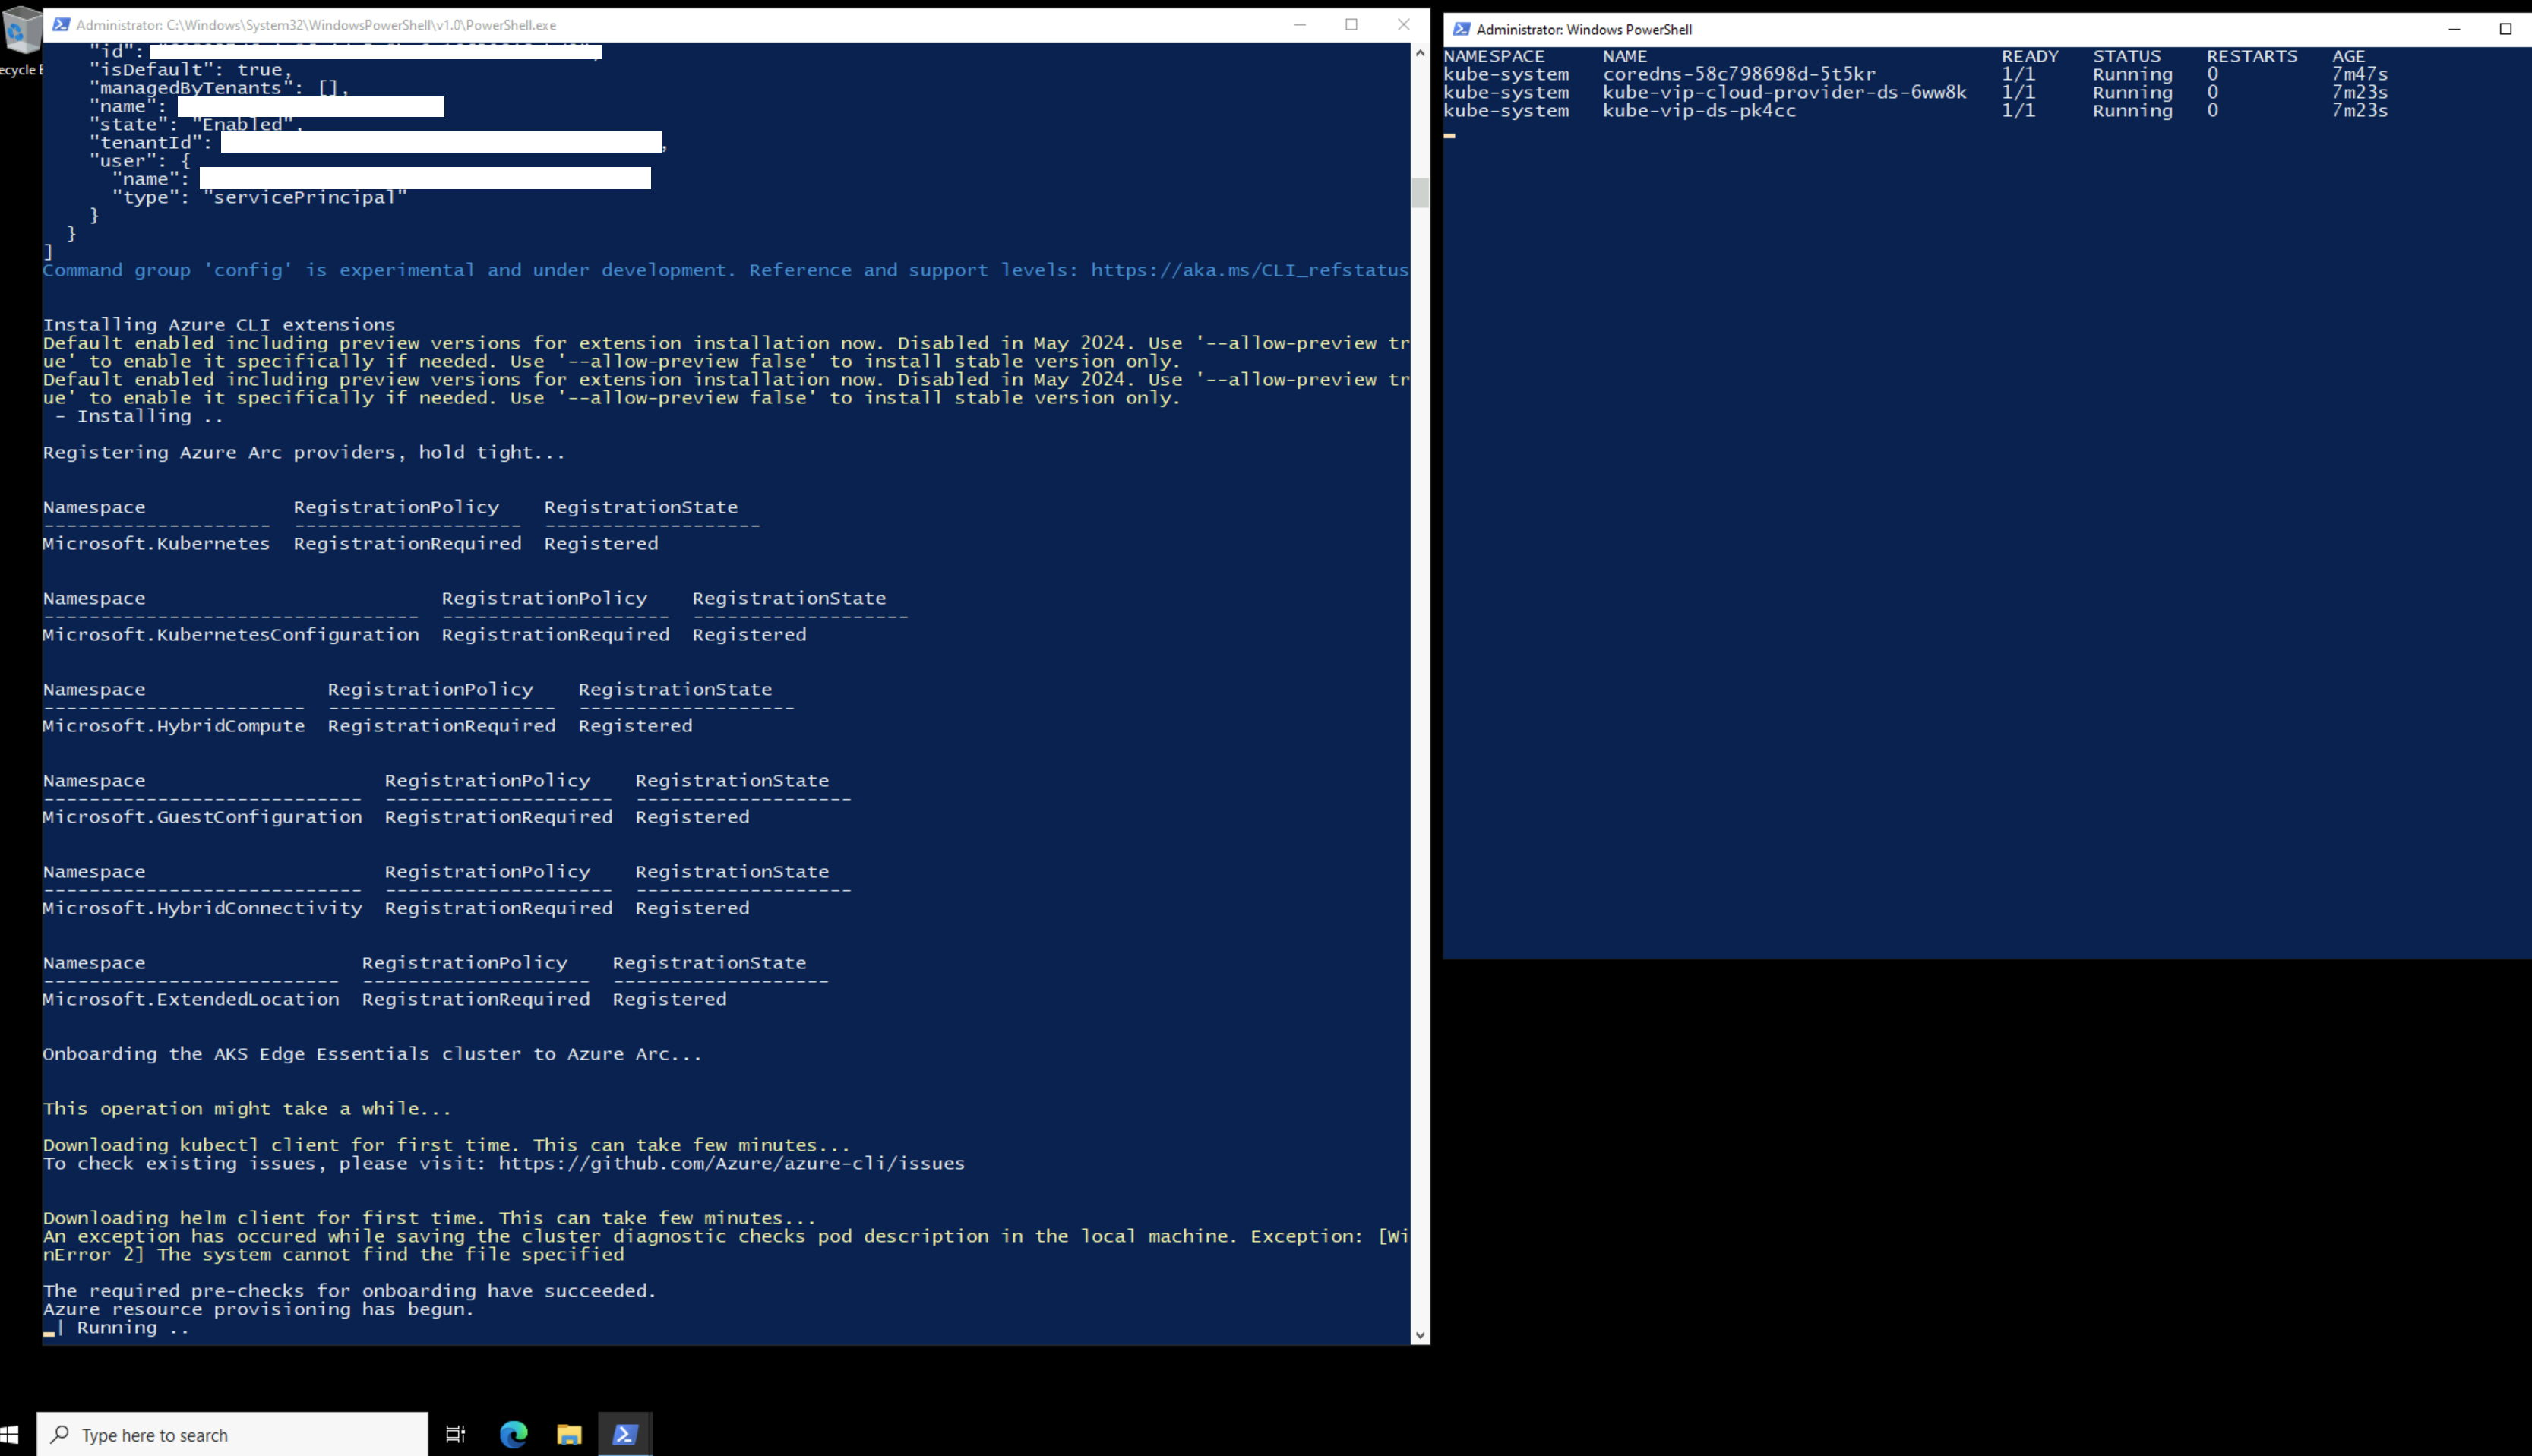 ecycle B
Administrator: C:\Windows\System32\WindowsPowerShell\v1.0\PowerShell.exe
"id":
"isDefault": true,
"managedByTenants": [],
"name":
"state": "Enabled",
"tenantId": ,
"user": {
"name":
"type": "servicePrincipal"
}
}
]
Command group 'config' is experimental and under development. Reference and support levels: https://aka.ms/CLI_refstatus
Installing Azure CLI extensions
Default enabled including preview versions for extension installation now. Disabled in May 2024. Use '--allow-preview tr
ue' to enable it specifically if needed. Use '--allow-preview false' to install stable version only.
Default enabled including preview versions for extension installation now. Disabled in May 2024. Use '--allow-preview tr
ue' to enable it specifically if needed. Use '--allow-preview false' to install stable version only.
- Installing ..
Registering Azure Arc providers, hold tight...
Namespace RegistrationPolicy RegistrationState
-------------------- -------------------- -------------------
Microsoft.Kubernetes RegistrationRequired Registered
Namespace RegistrationPolicy RegistrationState
--------------------------------- -------------------- -------------------
Microsoft.KubernetesConfiguration RegistrationRequired Registered
Namespace RegistrationPolicy RegistrationState
----------------------- -------------------- -------------------
Microsoft.HybridCompute RegistrationRequired Registered
Namespace RegistrationPolicy RegistrationState
---------------------------- -------------------- -------------------
Microsoft.GuestConfiguration RegistrationRequired Registered
Namespace RegistrationPolicy RegistrationState
---------------------------- -------------------- -------------------
Microsoft.HybridConnectivity RegistrationRequired Registered
Namespace RegistrationPolicy RegistrationState
-------------------------- -------------------- -------------------
Microsoft.ExtendedLocation RegistrationRequired Registered
Onboarding the AKS Edge Essentials cluster to Azure Arc...
This operation might take a while...
Downloading kubectl client for first time. This can take few minutes...
To check existing issues, please visit: https://github.com/Azure/azure-cli/issues
Downloading helm client for first time. This can take few minutes...
An exception has occured while saving the cluster diagnostic checks pod description in the local machine. Exception: [Wi
nError 2] The system cannot find the file specified
The required pre-checks for onboarding have succeeded.
Azure resource provisioning has begun.
| Running ..
Administrator: Windows PowerShell
NAMESPACE NAME READY STATUS RESTARTS AGE
kube-system coredns-58c798698d-5t5kr 1/1 Running 0 7m47s
kube-system kube-vip-cloud-provider-ds-6ww8k 1/1 Running 0 7m23s
kube-system kube-vip-ds-pk4cc 1/1 Running 0 7m23s
Type here to search